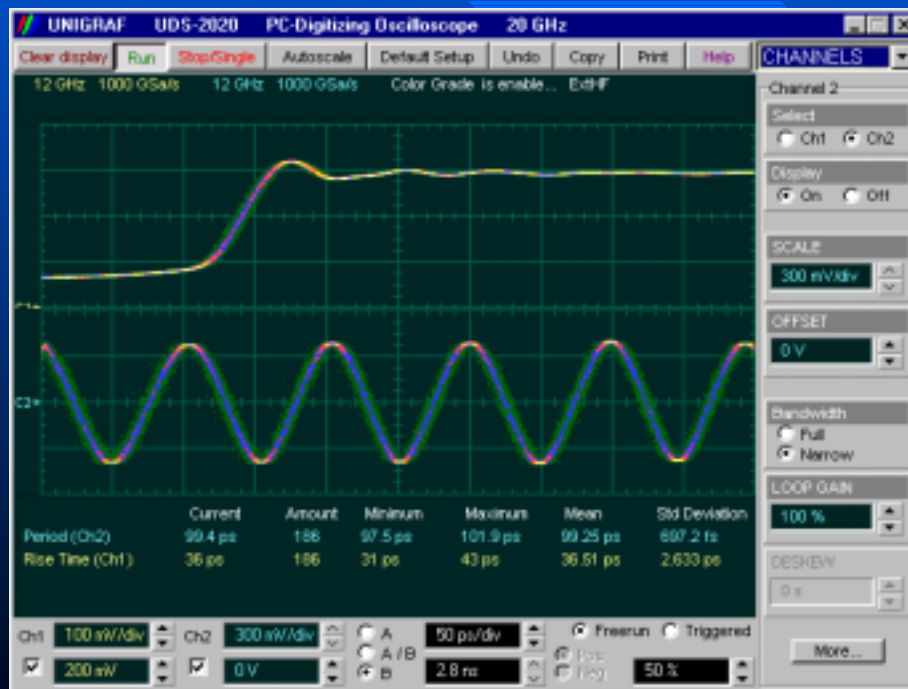 UNIGRAF UDS-2020 PC-Digitizing Oscilloscope 20 GHz
Clear display Run Stop/Single Autoscale Default Setup Undo Copy Print Help CHANNELS
12 GHz 1000 GSa/s 12 GHz 1000 GSa/s Color Grade is enable... ExtHF
Channel 2
Select
Ch1 Ch2
Display
On Off
SCALE
300 mV/div
OFFSET
0 V
Bandwidth
Full
Narrow
LOOP GAIN
100 %
DESKEW
0 s
More...
C1
C2
Current Amount Minimum Maximum Mean Std Deviation
Period (Ch2) 99.4 ps 186 97.5 ps 101.9 ps 99.25 ps 697.2 fs
Rise Time (Ch1) 36 ps 186 31 ps 43 ps 36.51 ps 2.633 ps
Ch1 100 mV/div Ch2 300 mV/div A 50 ps/div Freerun Triggered
A / B Pos
200 mV 0 V B 2.8 ns Neg 50 %